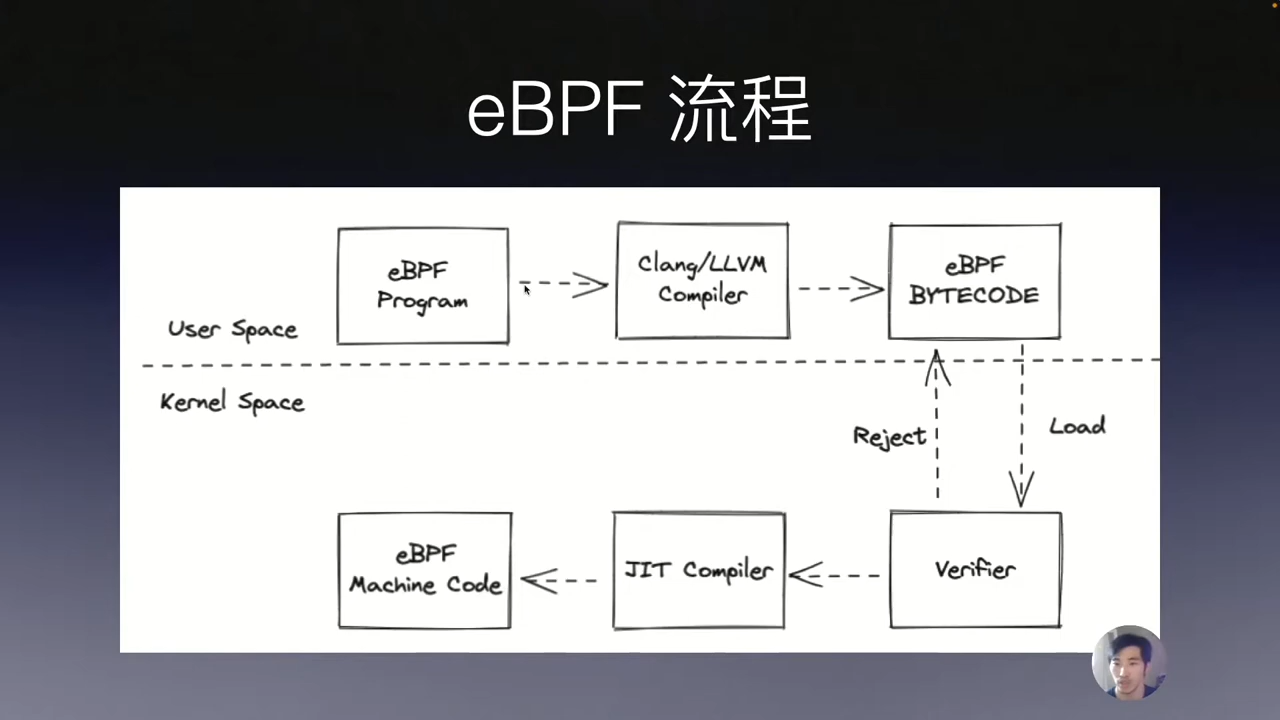 eBPF 流程
eBPF
Program
Clang/LLVM
Compiler
eBPF
BYTECODE
User Space
Kernel Space
Reject
Load
eBPF
Machine Code
JIT Compiler
Verifier